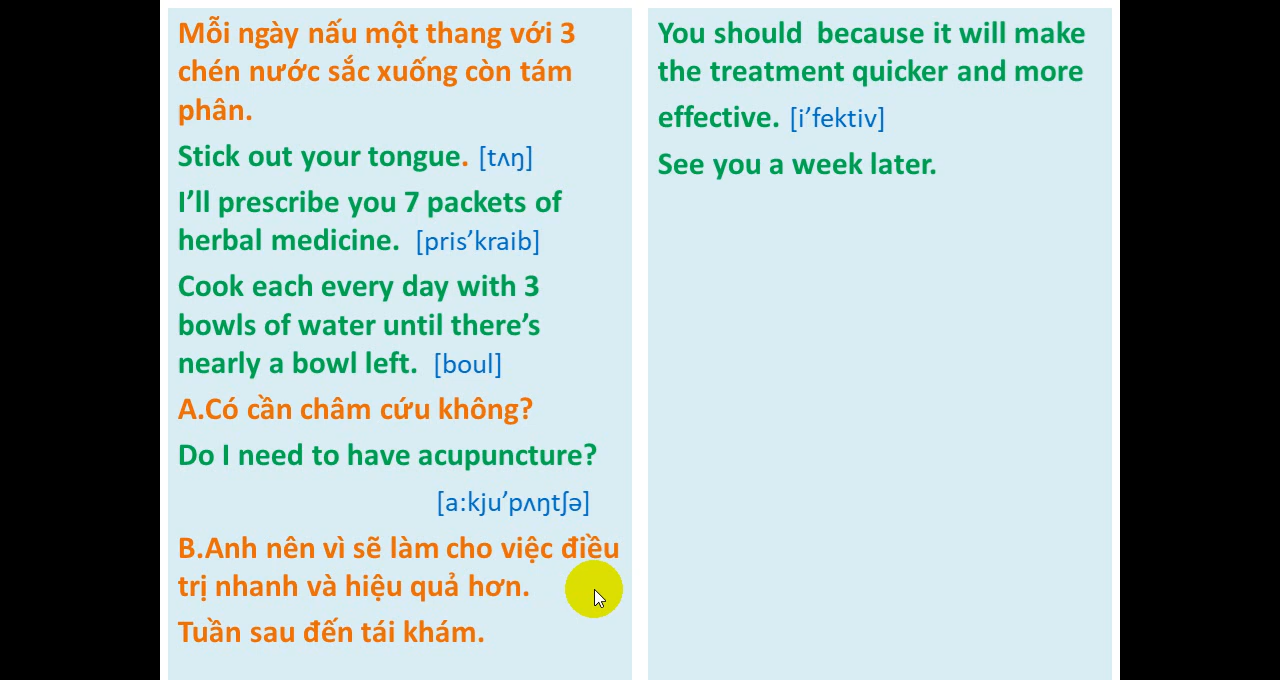 Mỗi ngày nấu một thang với 3
chén nước sắc xuống còn tám
phân.
Stick out your tongue. [tʌŋ]
I’ll prescribe you 7 packets of
herbal medicine. [pris’kraib]
Cook each every day with 3
bowls of water until there’s
nearly a bowl left. [boul]
A.Có cần châm cứu không?
Do I need to have acupuncture?
[a:kju’pʌŋtʃə]
B.Anh nên vì sẽ làm cho việc điều
trị nhanh và hiệu quả hơn.
Tuần sau đến tái khám.
You should because it will make
the treatment quicker and more
effective. [i’fektiv]
See you a week later.